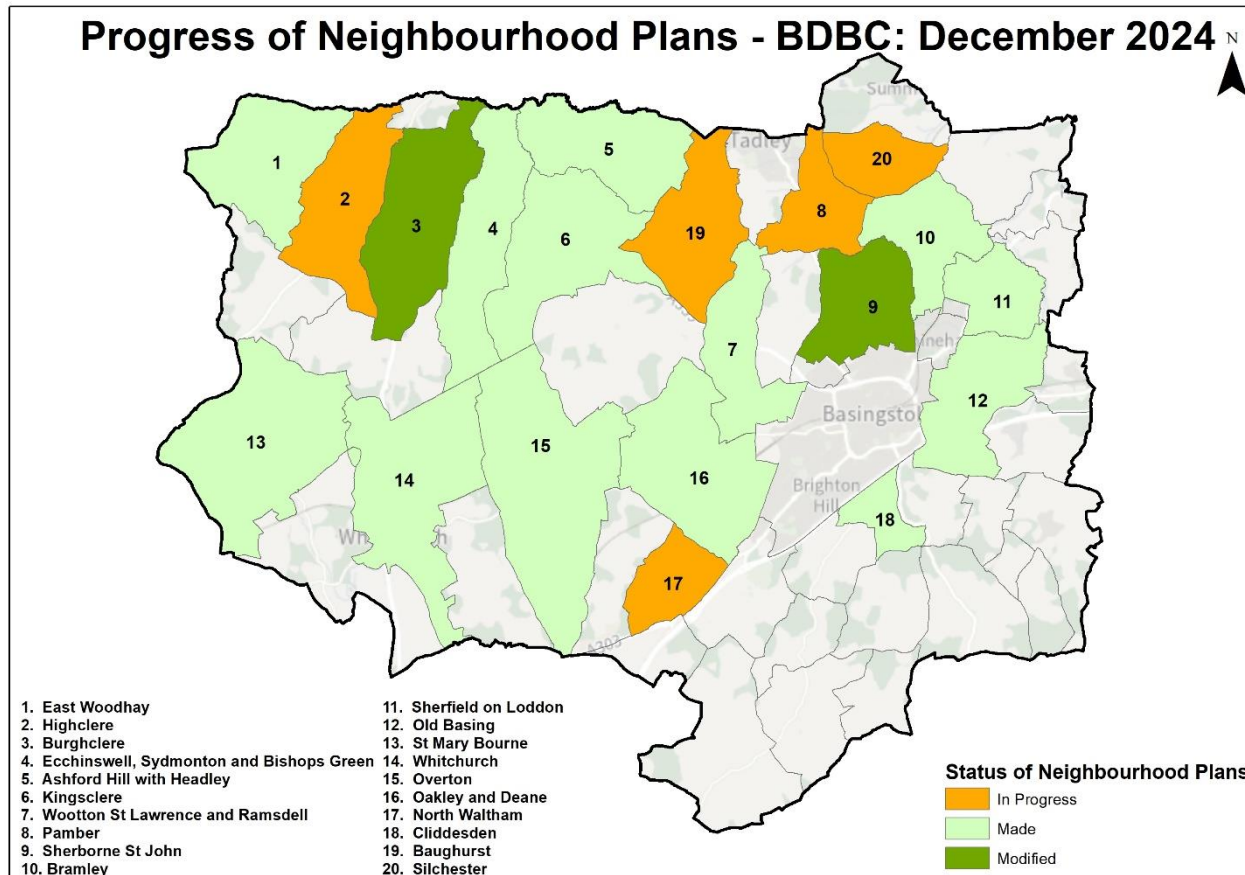 Progress of Neighbourhood Plans - BDBC: December 2024
N
Tadley
1
5
20
2
8
3
4
6
19
10
11
9
7
Basingstol
12
13
15
14
16
Brighton
Hill
18
17
A303
1. East Woodhay
2. Highclere
3. Burghclere
4. Ecchinswell, Sydmonton and Bishops Green
5. Ashford Hill with Headley
6. Kingsclere
7. Wootton St Lawrence and Ramsdell
8. Pamber
9. Sherborne St John
10. Bramley
11. Sherfield on Loddon
12. Old Basing
13. St Mary Bourne
14. Whitchurch
15. Overton
16. Oakley and Deane
17. North Waltham
18. Cliddesden
19. Baughurst
20. Silchester
Status of Neighbourhood Plans
In Progress
Made
Modified